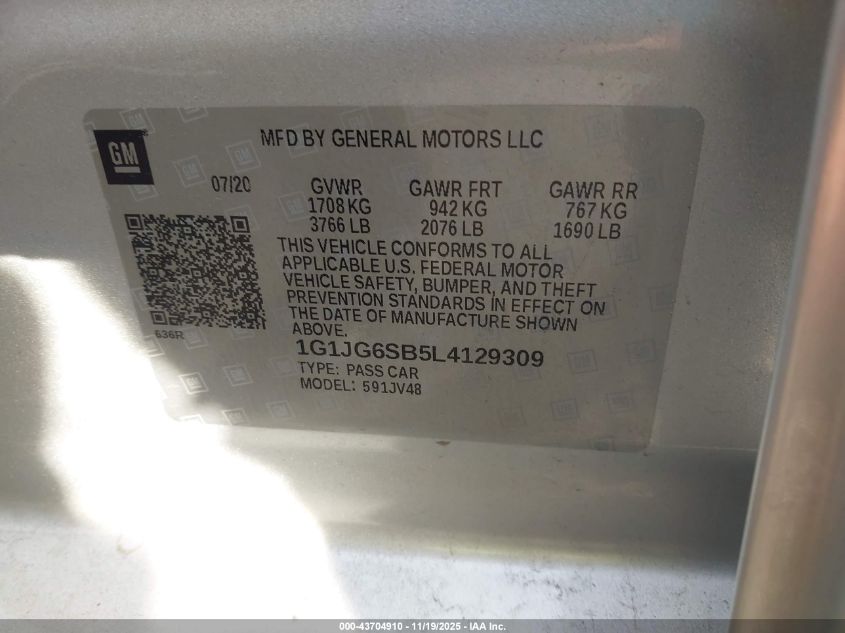 GM
MFD BY GENERAL MOTORS LLC
07/20
GVWR GAWR FRT GAWR RR
1708 KG 942 KG 767 KG
3766 LB 2076 LB 1690 LB
THIS VEHICLE CONFORMS TO ALL
APPLICABLE U.S. FEDERAL MOTOR
VEHICLE SAFETY, BUMPER, AND THEFT
PREVENTION STANDARDS IN EFFECT ON
THE DATE OF MANUFACTURE SHOWN
ABOVE.
636R
1G1JG6SB5L4129309
TYPE: PASS CAR
MODEL: 591JV48
000-43704910 - 11/19/2025 - IAA Inc.